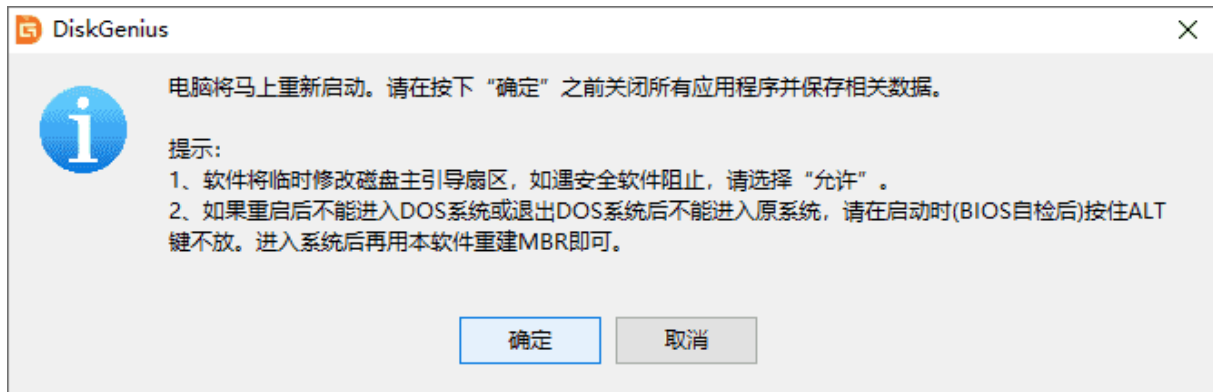 DiskGenius
电脑将马上重新启动。请在按下“确定”之前关闭所有应用程序并保存相关数据。
提示:
1、软件将临时修改磁盘主引导扇区，如遇安全软件阻止，请选择“允许”。
2、如果重启后不能进入DOS系统或退出DOS系统后不能进入原系统，请在启动时(BIOS自检后)按住ALT
键不放。进入系统后再用本软件重建MBR即可。
确定 取消